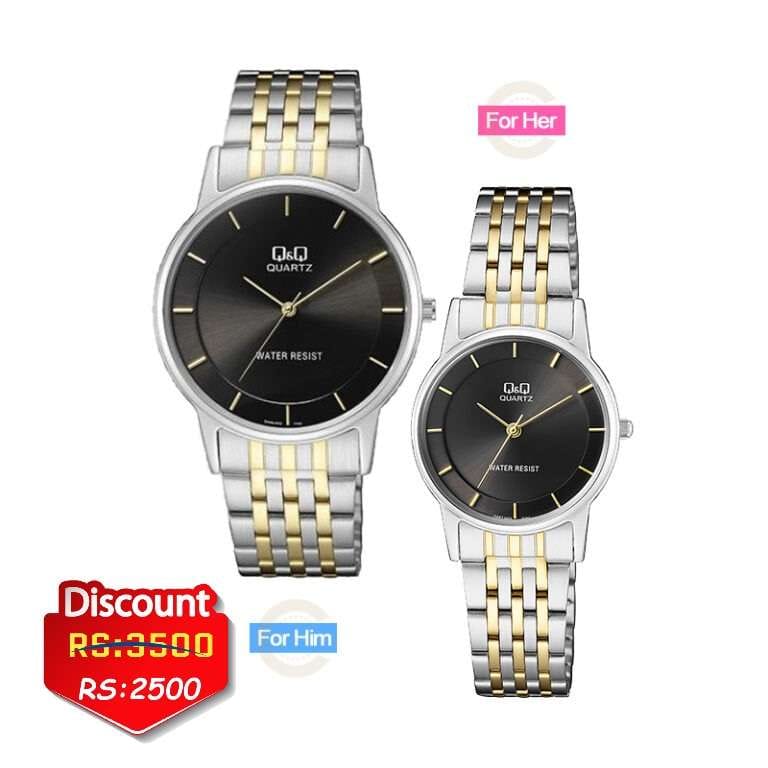 For Her
Q&Q
QUARTZ
WATER RESIST
Q&Q
QUARTZ
WATER RESIST
Discount
RS:3500
RS:2500
For Him